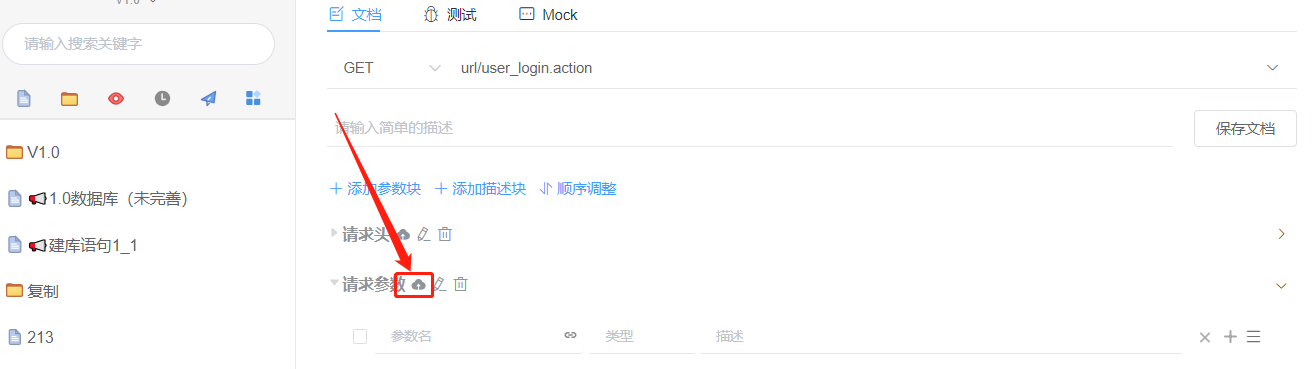 V1.0
文档 测试 Mock
请输入搜索关键字
GET url/user_login.action
请输入简单的描述 保存文档
添加参数块 添加描述块 顺序调整
V1.0
1.0数据库（未完善）
建库语句1_1
复制
213
请求头
请求参数
参数名 类型 描述